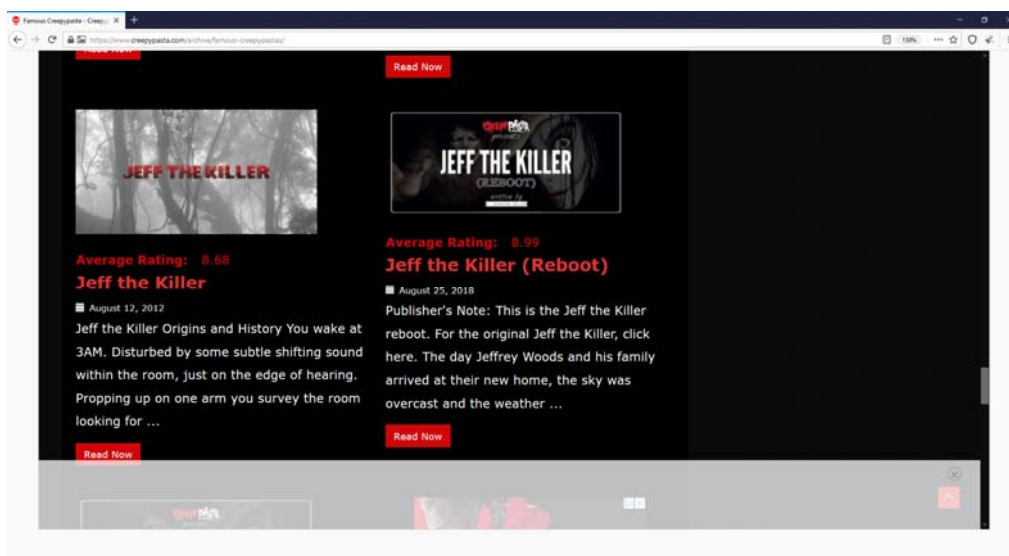 Famous Creepypasta - Creepy
https://www.creepypasta.com/archive/famous-creepypastas/
130%
Read Now
Read Now
JEFF THE KILLER
Average Rating: 8.68
Jeff the Killer
August 12, 2012
Jeff the Killer Origins and History You wake at
3AM. Disturbed by some subtle shifting sound
within the room, just on the edge of hearing.
Propping up on one arm you survey the room
looking for ...
Read Now
CREEPYPASTA
presents
JEFF THE KILLER
(REBOOT)
written by
Average Rating: 8.99
Jeff the Killer (Reboot)
August 25, 2018
Publisher's Note: This is the Jeff the Killer
reboot. For the original Jeff the Killer, click
here. The day Jeffrey Woods and his family
arrived at their new home, the sky was
overcast and the weather ...
Read Now